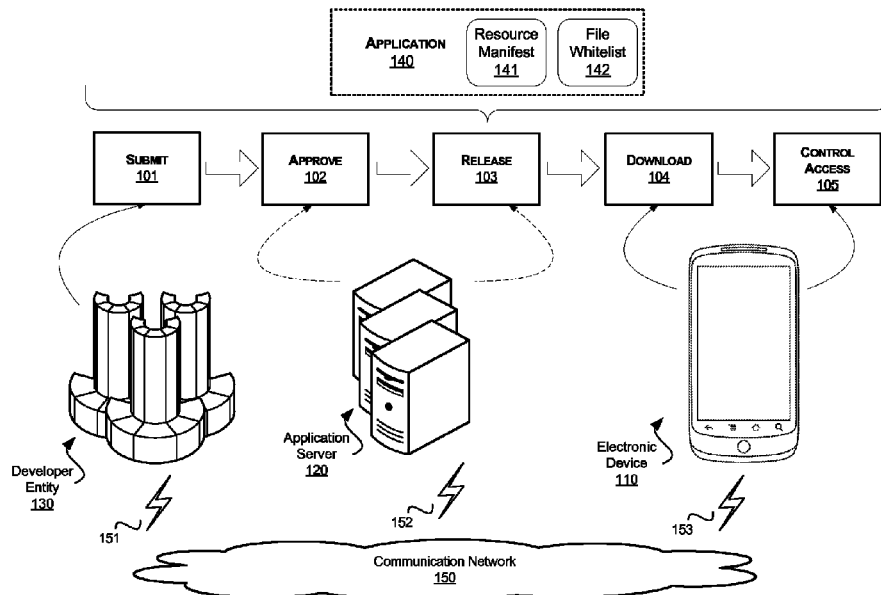 APPLICATION
140
Resource
Manifest
141
File
Whitelist
142
SUBMIT
101
APPROVE
102
RELEASE
103
DOWNLOAD
104
CONTROL
ACCESS
105
Developer
Entity
130
Application
Server
120
Electronic
Device
110
151
152
153
Communication Network
150